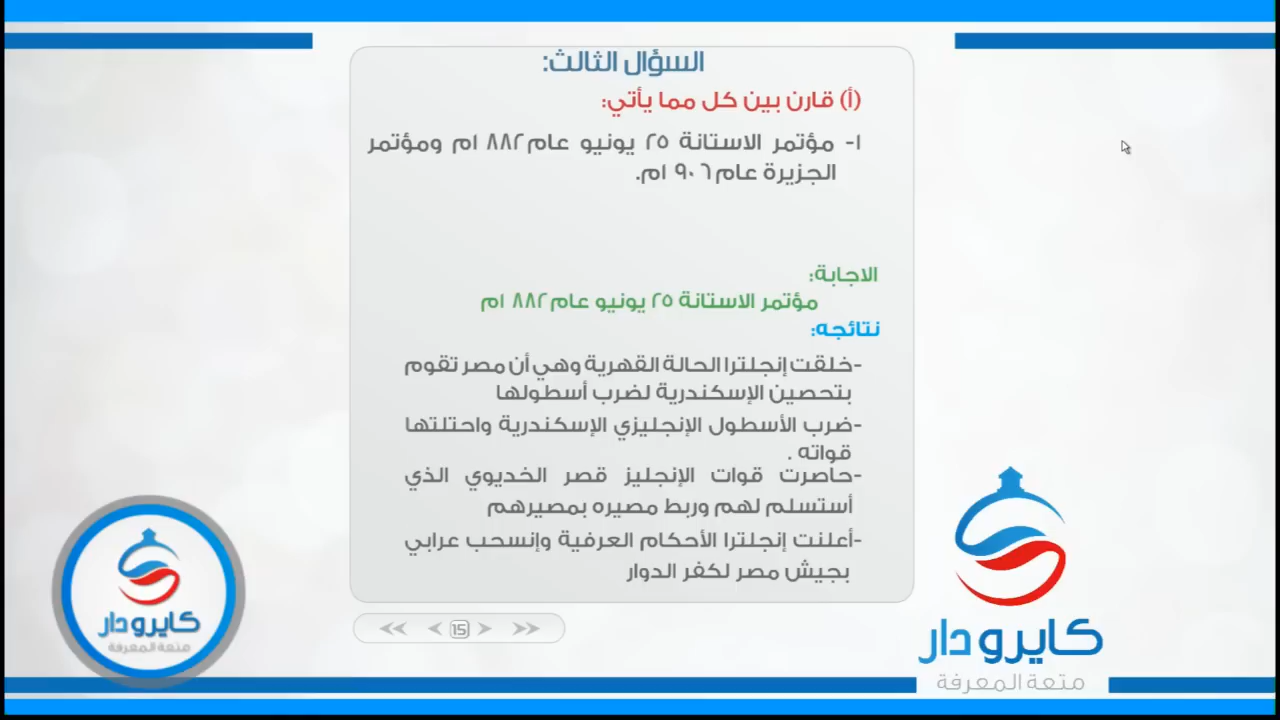 السؤال الثالث:
(أ) قارن بين كل مما يأتي:
١- مؤتمر الاستانة ٢٥ يونيو عام ١٨٨٢م ومؤتمر
الجزيرة عام ١٩٠٦م.
الاجابة:
مؤتمر الاستانة ٢٥ يونيو عام ١٨٨٢م
نتائجه:
-خلقت إنجلترا الحالة القهرية وهي أن مصر تقوم
بتحصين الإسكندرية لضرب أسطولها
-ضرب الأسطول الإنجليزي الإسكندرية واحتلتها
قواته .
-حاصرت قوات الإنجليز قصر الخديوي الذي
أستسلم لهم وربط مصيره بمصيرهم
-أعلنت إنجلترا الأحكام العرفية وإنسحب عرابي
بجيش مصر لكفر الدوار
15
كايرو دار
متعة المعرفة
كايرو دار
متعة المعرفة